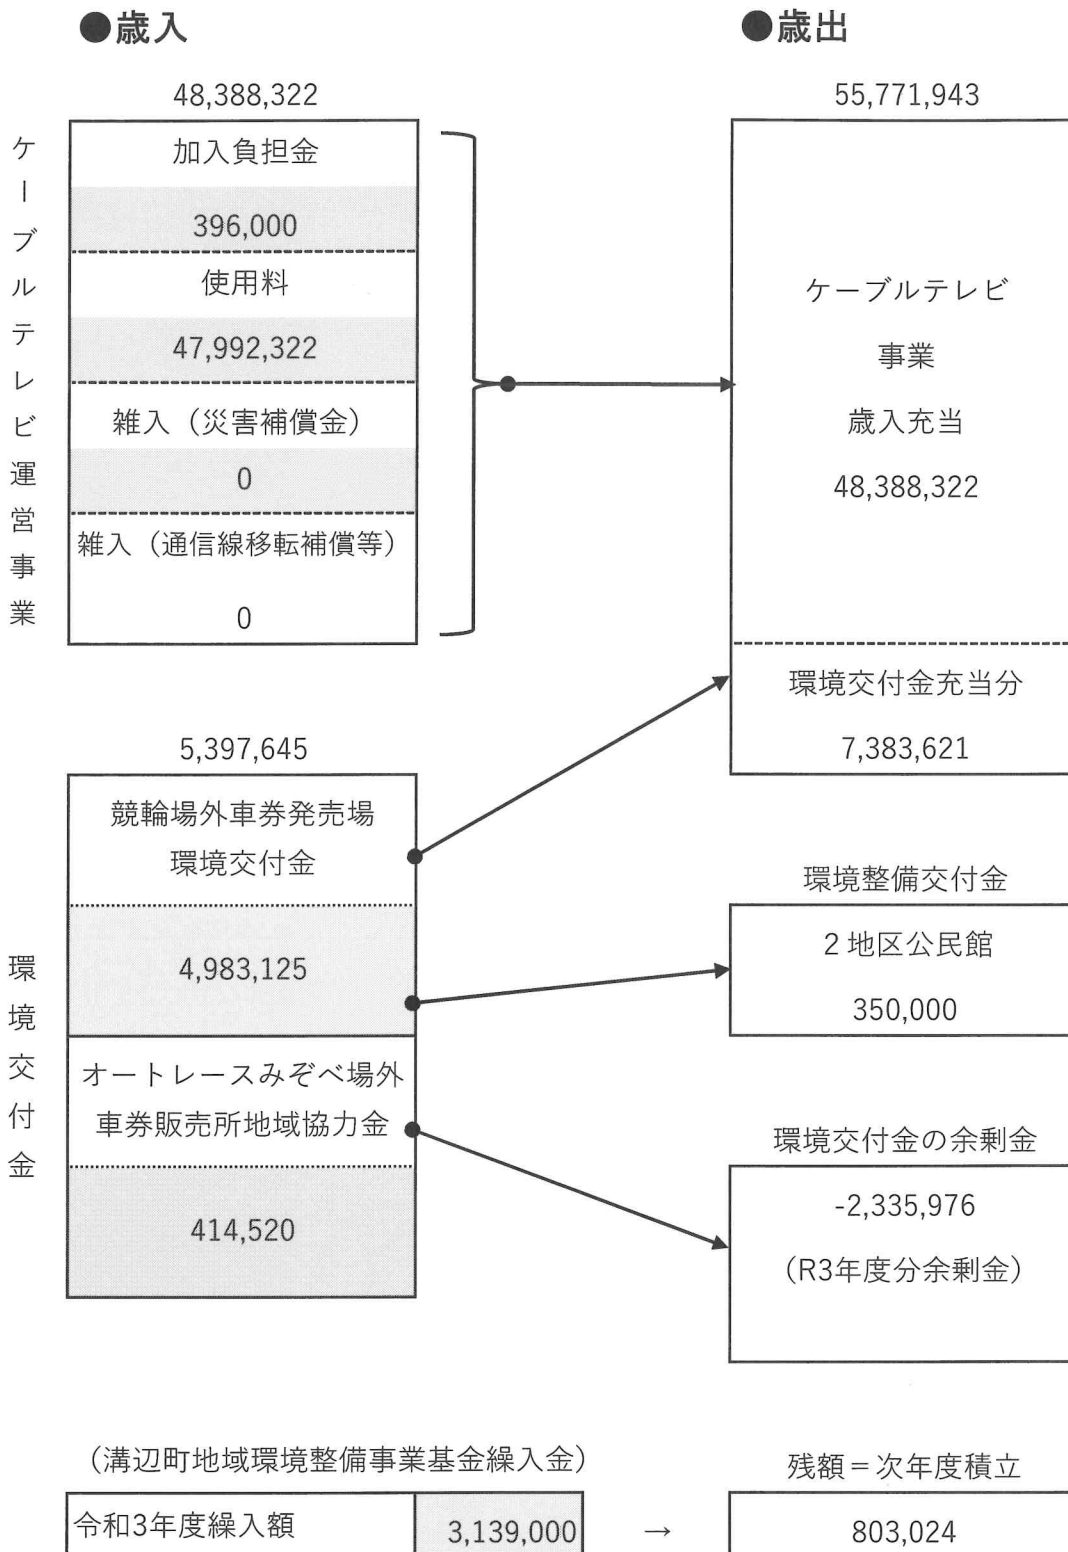 ●歳入
48,388,322
ケーブルテレビ運営事業
加入負担金
396,000
使用料
47,992,322
雑入（災害補償金）
0
雑入（通信線移転補償等）
0
5,397,645
環境交付金
競輪場外車券発売場
環境交付金
4,983,125
オートレースみぞべ場外
車券販売所地域協力金
414,520
●歳出
55,771,943
ケーブルテレビ
事業
歳入充当
48,388,322
環境交付金充当分
7,383,621
環境整備交付金
２地区公民館
350,000
環境交付金の余剰金
-2,335,976
（R3年度分余剰金）
（溝辺町地域環境整備事業基金繰入金）
令和3年度繰入額
3,139,000
→
残額＝次年度積立
803,024